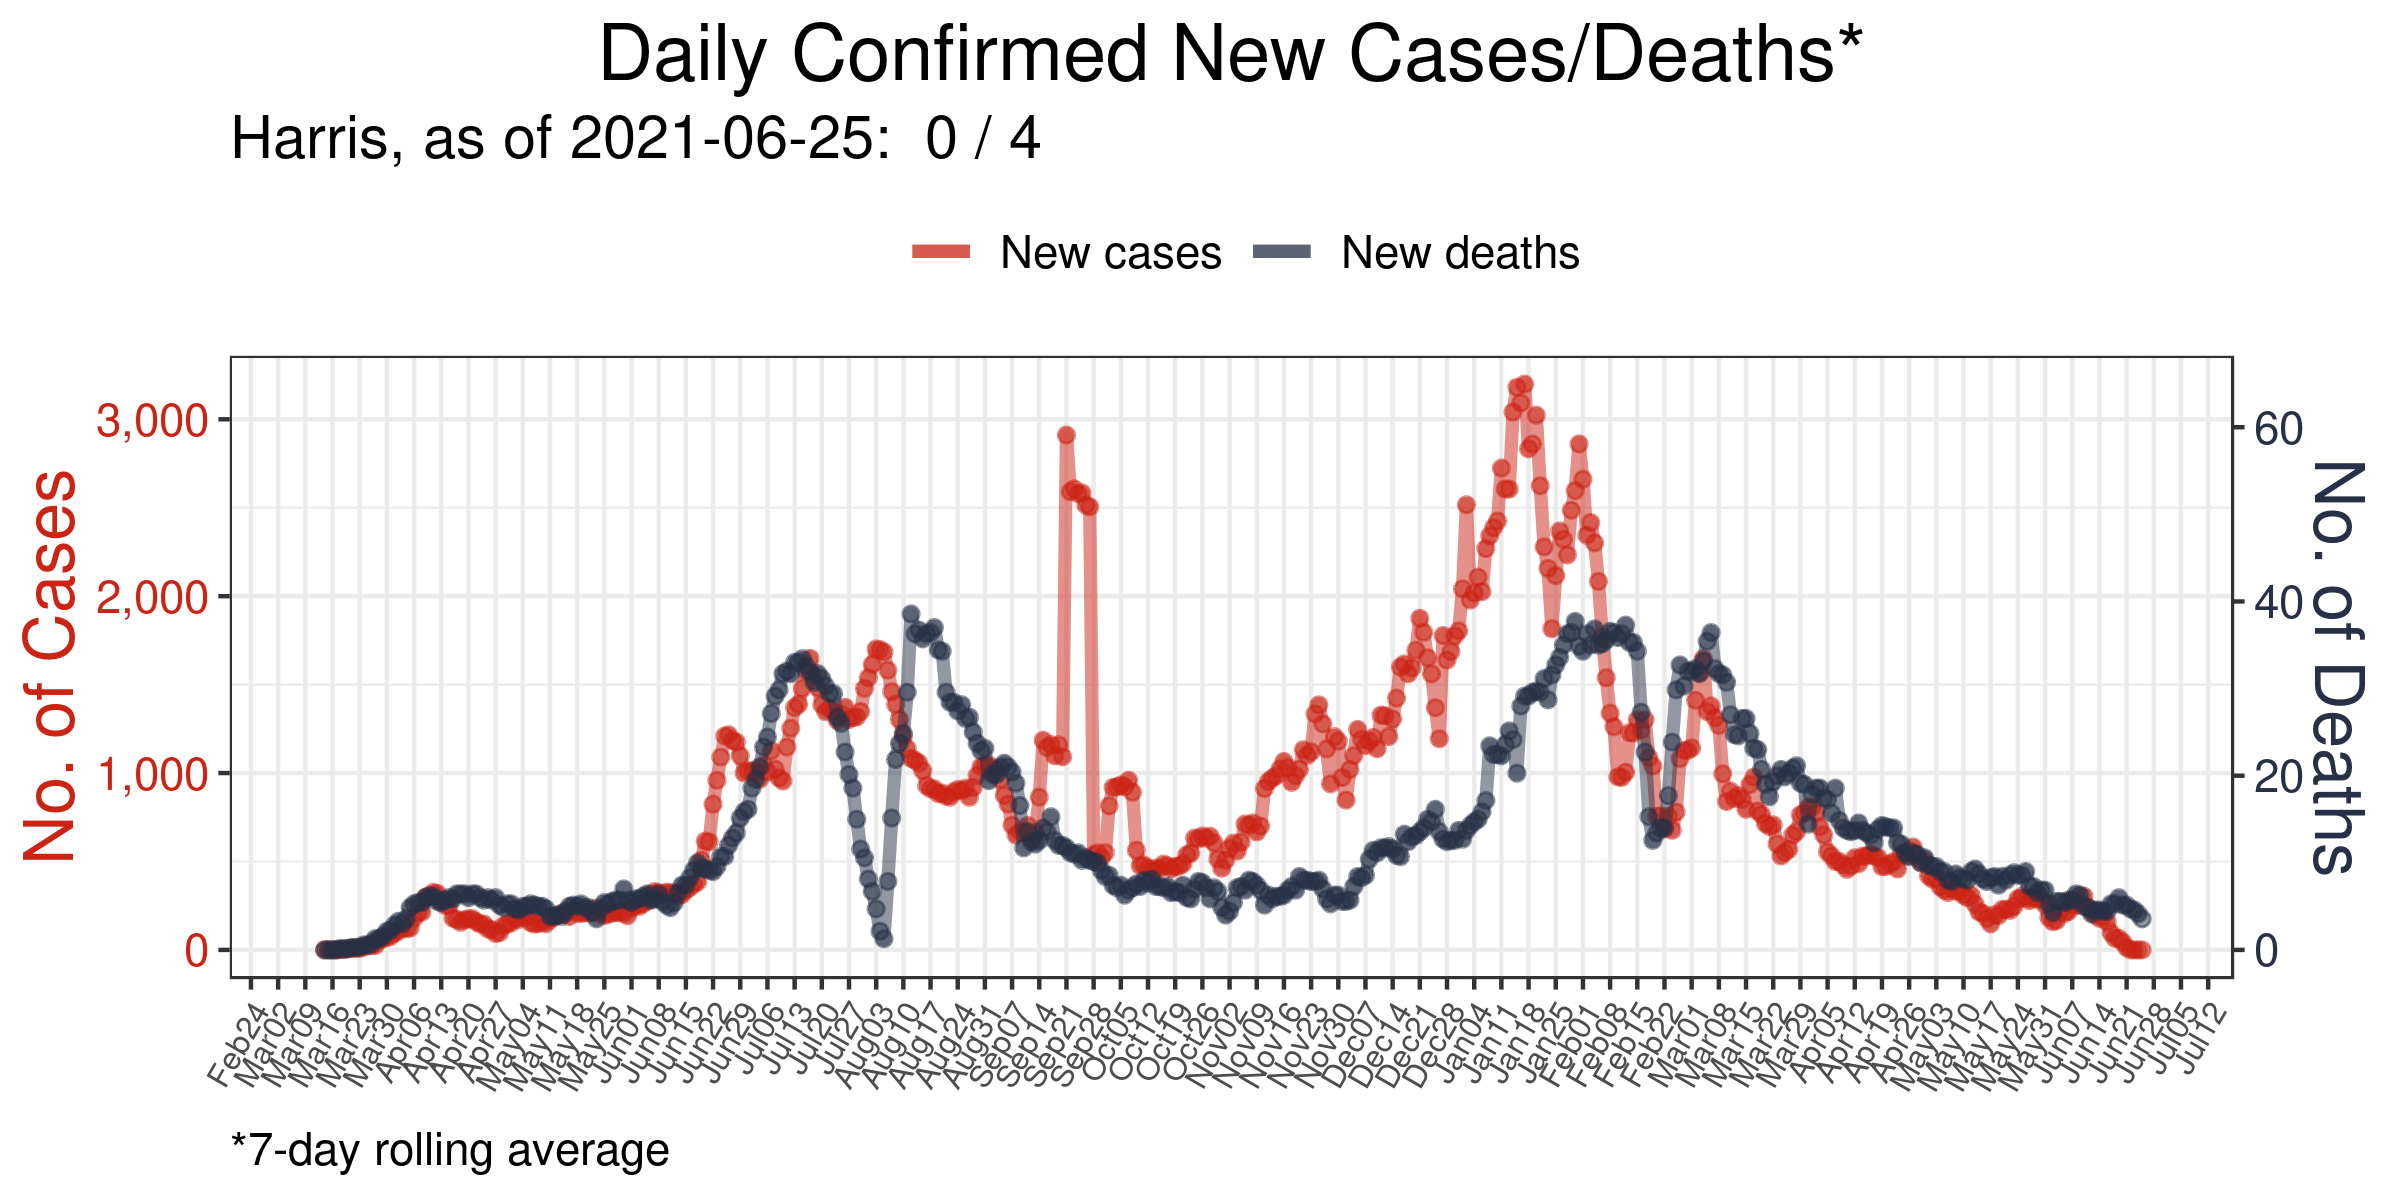 Daily Confirmed New Cases/Deaths*
Harris, as of 2021-06-25:  0 / 4
New cases
New deaths
No. of Cases
3,000
2,000
1,000
0
60
40
20
0
No. of Deaths
Feb24
Mar02
Mar09
Mar16
Mar23
Mar30
Apr06
Apr13
Apr20
Apr27
May04
May11
May18
May25
Jun01
Jun08
Jun15
Jun22
Jun29
Jul06
Jul13
Jul20
Jul27
Aug03
Aug10
Aug17
Aug24
Aug31
Sep07
Sep14
Sep21
Sep28
Oct05
Oct12
Oct19
Oct26
Nov02
Nov09
Nov16
Nov23
Nov30
Dec07
Dec14
Dec21
Dec28
Jan04
Jan11
Jan18
Jan25
Feb01
Feb08
Feb15
Feb22
Mar01
Mar08
Mar15
Mar22
Mar29
Apr05
Apr12
Apr19
Apr26
May03
May10
May17
May24
May31
Jun07
Jun14
Jun21
Jun28
Jul05
Jul12
*7-day rolling average